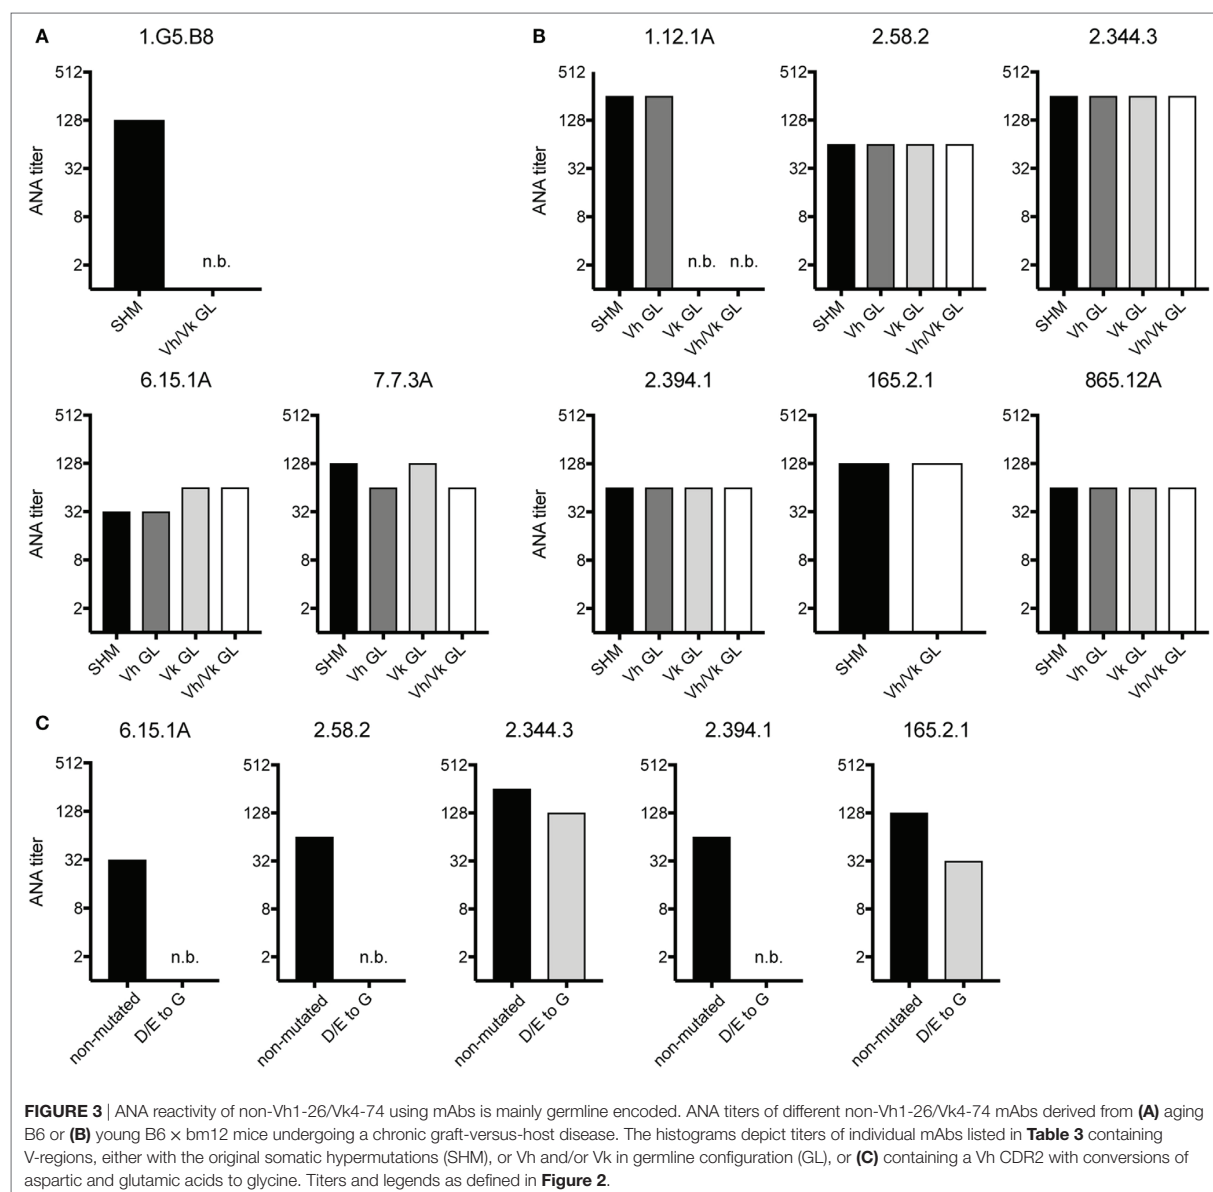 A
1.G5.B8
ANA titer
512
128
32
8
2
n.b.
SHM
Vh/Vk GL
6.15.1A
ANA titer
512
128
32
8
2
SHM
Vh GL
Vk GL
Vh/Vk GL
7.7.3A
512
128
32
8
2
SHM
Vh GL
Vk GL
Vh/Vk GL
B
1.12.1A
ANA titer
512
128
32
8
2
n.b. n.b.
SHM
Vh GL
Vk GL
Vh/Vk GL
2.58.2
512
128
32
8
2
SHM
Vh GL
Vk GL
Vh/Vk GL
2.344.3
512
128
32
8
2
SHM
Vh GL
Vk GL
Vh/Vk GL
2.394.1
ANA titer
512
128
32
8
2
SHM
Vh GL
Vk GL
Vh/Vk GL
165.2.1
512
128
32
8
2
SHM
Vh/Vk GL
865.12A
512
128
32
8
2
SHM
Vh GL
Vk GL
Vh/Vk GL
C
6.15.1A
ANA titer
512
128
32
8
2
n.b.
non-mutated
D/E to G
2.58.2
512
128
32
8
2
n.b.
non-mutated
D/E to G
2.344.3
512
128
32
8
2
non-mutated
D/E to G
2.394.1
512
128
32
8
2
n.b.
non-mutated
D/E to G
165.2.1
512
128
32
8
2
non-mutated
D/E to G
FIGURE 3 | ANA reactivity of non-Vh1-26/Vk4-74 using mAbs is mainly germline encoded. ANA titers of different non-Vh1-26/Vk4-74 mAbs derived from (A) aging
B6 or (B) young B6 × bm12 mice undergoing a chronic graft-versus-host disease. The histograms depict titers of individual mAbs listed in Table 3 containing
V-regions, either with the original somatic hypermutations (SHM), or Vh and/or Vk in germline configuration (GL), or (C) containing a Vh CDR2 with conversions of
aspartic and glutamic acids to glycine. Titers and legends as defined in Figure 2.